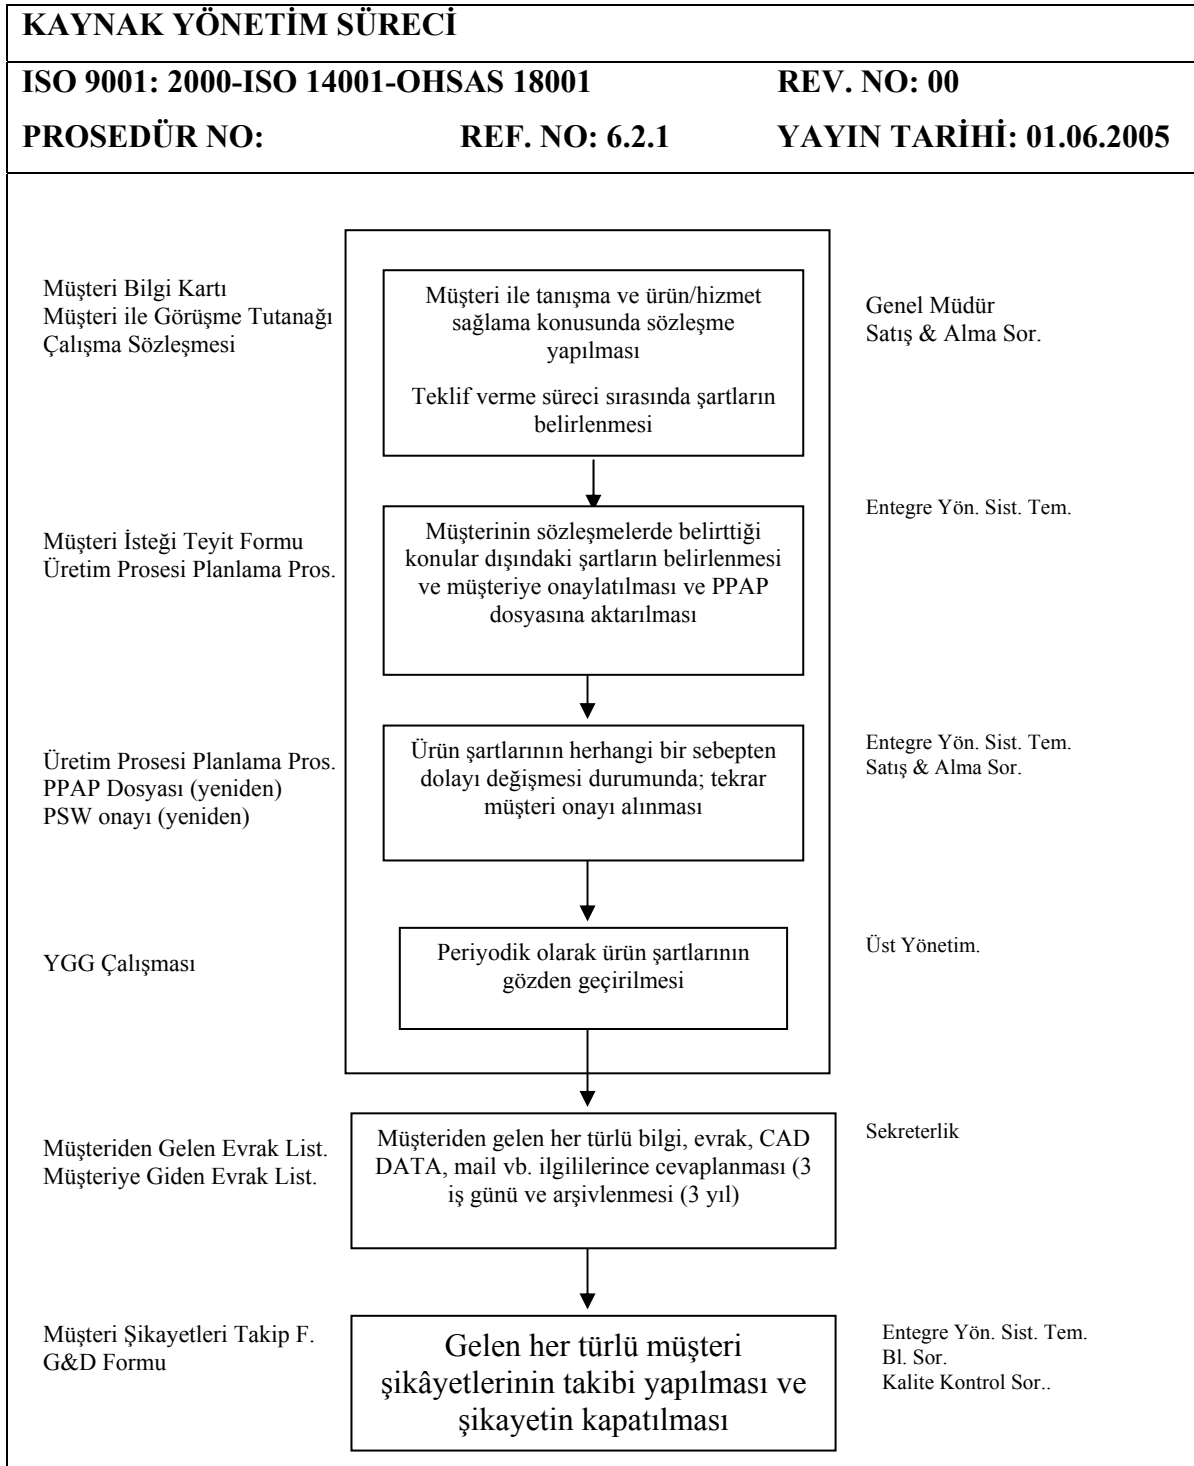 KAYNAK YÖNETİM SÜRECİ
ISO 9001: 2000-ISO 14001-OHSAS 18001 REV. NO: 00
PROSEDÜR NO: REF. NO: 6.2.1 YAYIN TARİHİ: 01.06.2005
Müşteri Bilgi Kartı
Müşteri ile Görüşme Tutanağı
Çalışma Sözleşmesi
Müşteri ile tanışma ve ürün/hizmet
sağlama konusunda sözleşme
yapılması
Teklif verme süreci sırasında şartların
belirlenmesi
Genel Müdür
Satış & Alma Sor.
Müşteri İsteği Teyit Formu
Üretim Prosesi Planlama Pros.
Müşterinin sözleşmelerde belirttiği
konular dışındaki şartların belirlenmesi
ve müşteriye onaylatılması ve PPAP
dosyasına aktarılması
Entegre Yön. Sist. Tem.
Üretim Prosesi Planlama Pros.
PPAP Dosyası (yeniden)
PSW onayı (yeniden)
Ürün şartlarının herhangi bir sebepten
dolayı değişmesi durumunda; tekrar
müşteri onayı alınması
Entegre Yön. Sist. Tem.
Satış & Alma Sor.
YGG Çalışması
Periyodik olarak ürün şartlarının
gözden geçirilmesi
Üst Yönetim.
Müşteriden Gelen Evrak List.
Müşteriye Giden Evrak List.
Müşteriden gelen her türlü bilgi, evrak, CAD
DATA, mail vb. ilgililerince cevaplanması (3
iş günü ve arşivlenmesi (3 yıl)
Sekreterlik
Müşteri Şikayetleri Takip F.
G&D Formu
Gelen her türlü müşteri
şikâyetlerinin takibi yapılması ve
şikayetin kapatılması
Entegre Yön. Sist. Tem.
Bl. Sor.
Kalite Kontrol Sor..